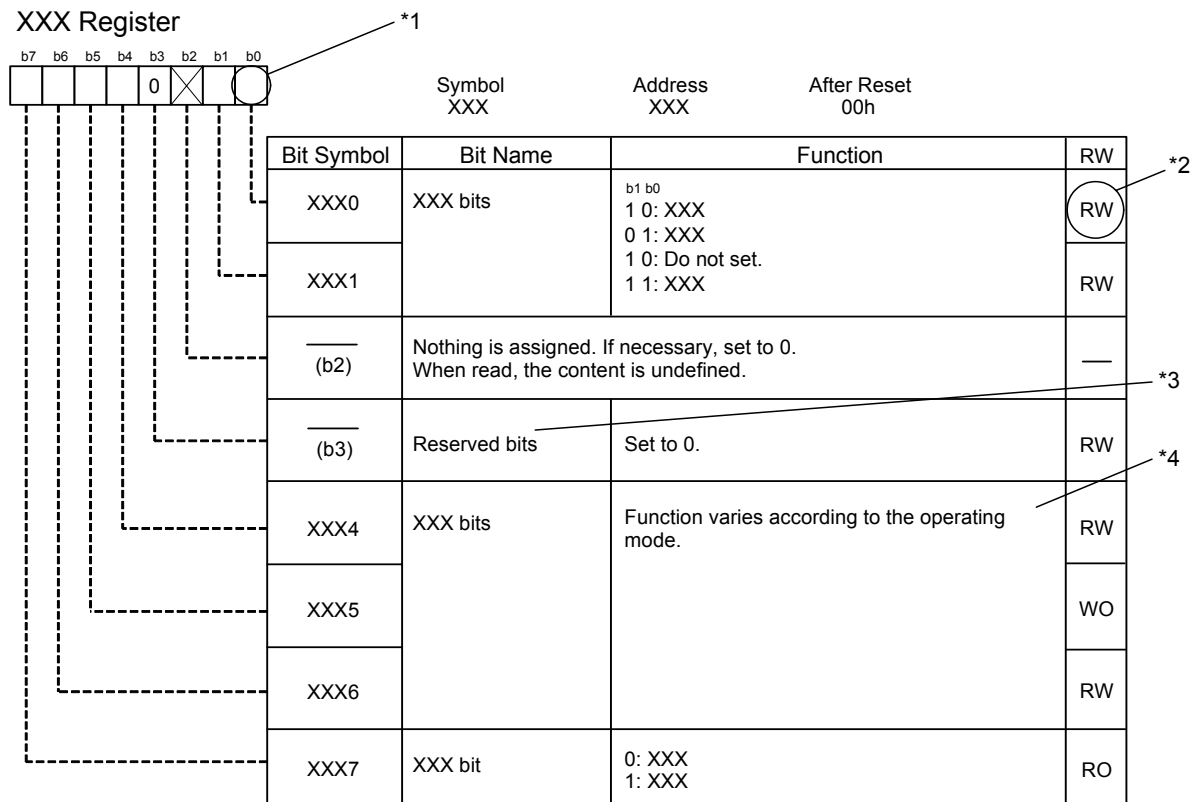 XXX Register
*1
b7 b6 b5 b4 b3 b2 b1 b0
0
Symbol Address After Reset
XXX XXX 00h
Bit Symbol Bit Name Function RW
*2
XXX0 XXX bits b1 b0 RW
1 0: XXX
0 1: XXX
1 0: Do not set.
1 1: XXX
XXX1 RW
(b2) Nothing is assigned. If necessary, set to 0. —
When read, the content is undefined.
*3
(b3) Reserved bits Set to 0. RW
*4
XXX4 XXX bits Function varies according to the operating RW
mode.
XXX5 WO
XXX6 RW
XXX7 XXX bit 0: XXX RO
1: XXX